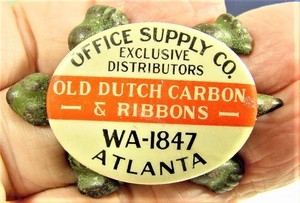 OFFICE SUPPLY CO.
EXCLUSIVE
DISTRIBUTORS
OLD DUTCH CARBON
— & RIBBONS —
WA-1847
ATLANTA